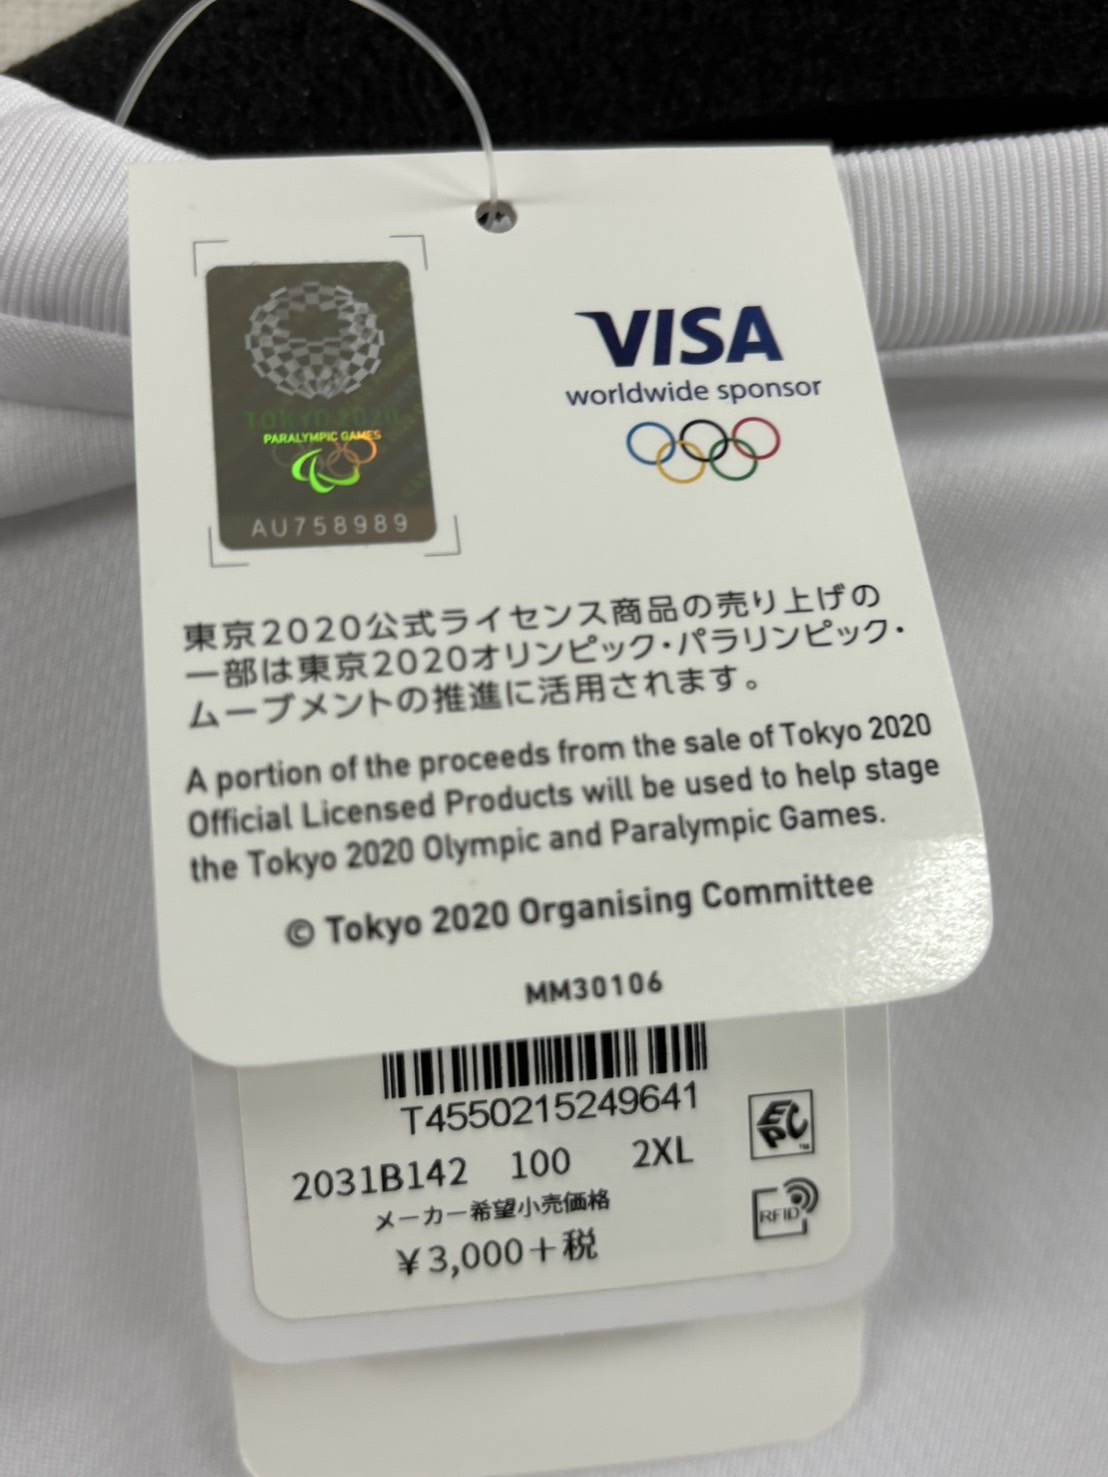 TOKYO 2020
PARALYMPIC GAMES
AU758989
VISA
worldwide sponsor
東京2020公式ライセンス商品の売り上げの
一部は東京2020オリンピック・パラリンピック・
ムーブメントの推進に活用されます。
A portion of the proceeds from the sale of Tokyo 2020
Official Licensed Products will be used to help stage
the Tokyo 2020 Olympic and Paralympic Games.
© Tokyo 2020 Organising Committee
MM30106
T4550215249641
2031B142 100 2XL
メーカー希望小売価格
¥3,000+税
EPC
TM
RFID